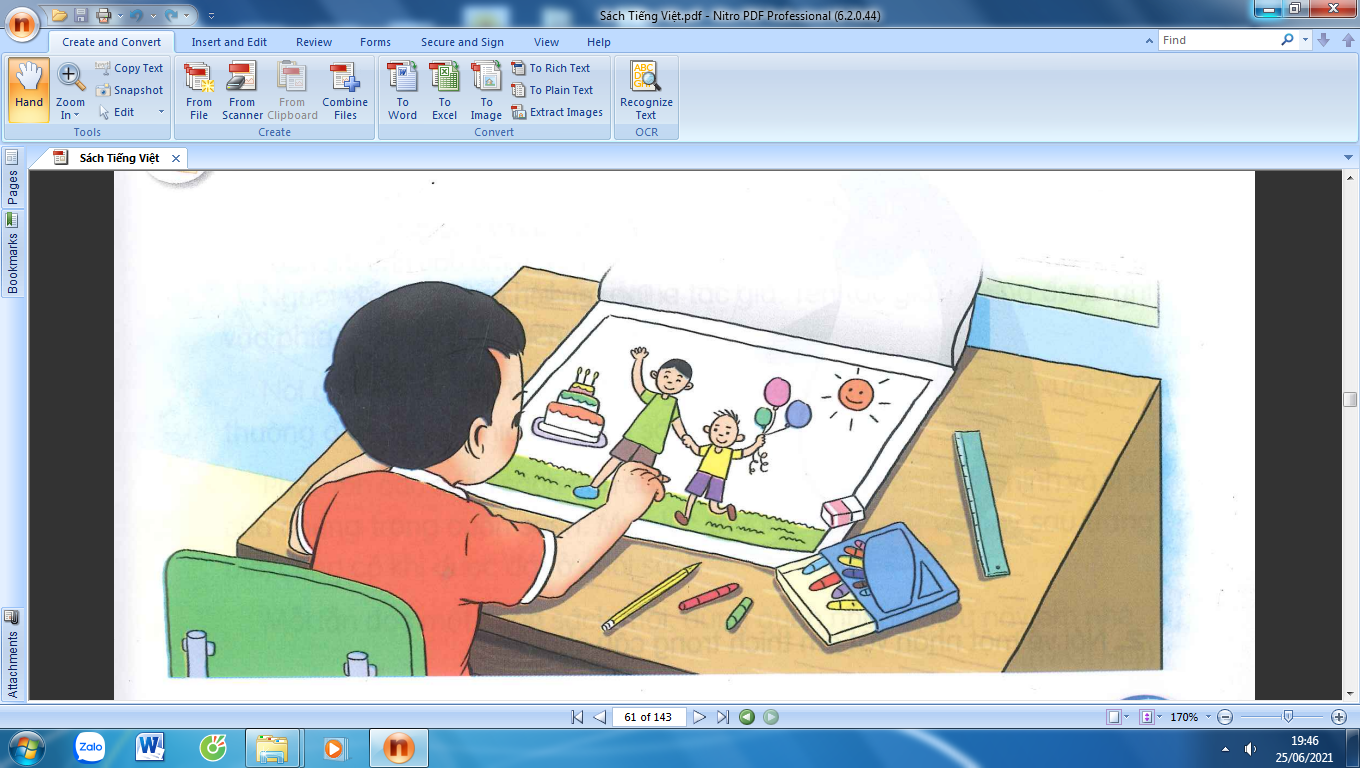 Sách Tiếng Việt.pdf - Nitro PDF Professional (6.2.0.44)
Create and Convert Insert and Edit Review Forms Secure and Sign View Help Find
Hand
Zoom In
Copy Text
Snapshot
Edit
Tools
From File
From Scanner
From Clipboard
Combine Files
Create
To Word
To Excel
To Image
To Rich Text
To Plain Text
Extract Images
Convert
Recognize Text
OCR
Sách Tiếng Việt
Pages
Bookmarks
Attachments
61 of 143
170%
Zalo
19:46
25/06/2021